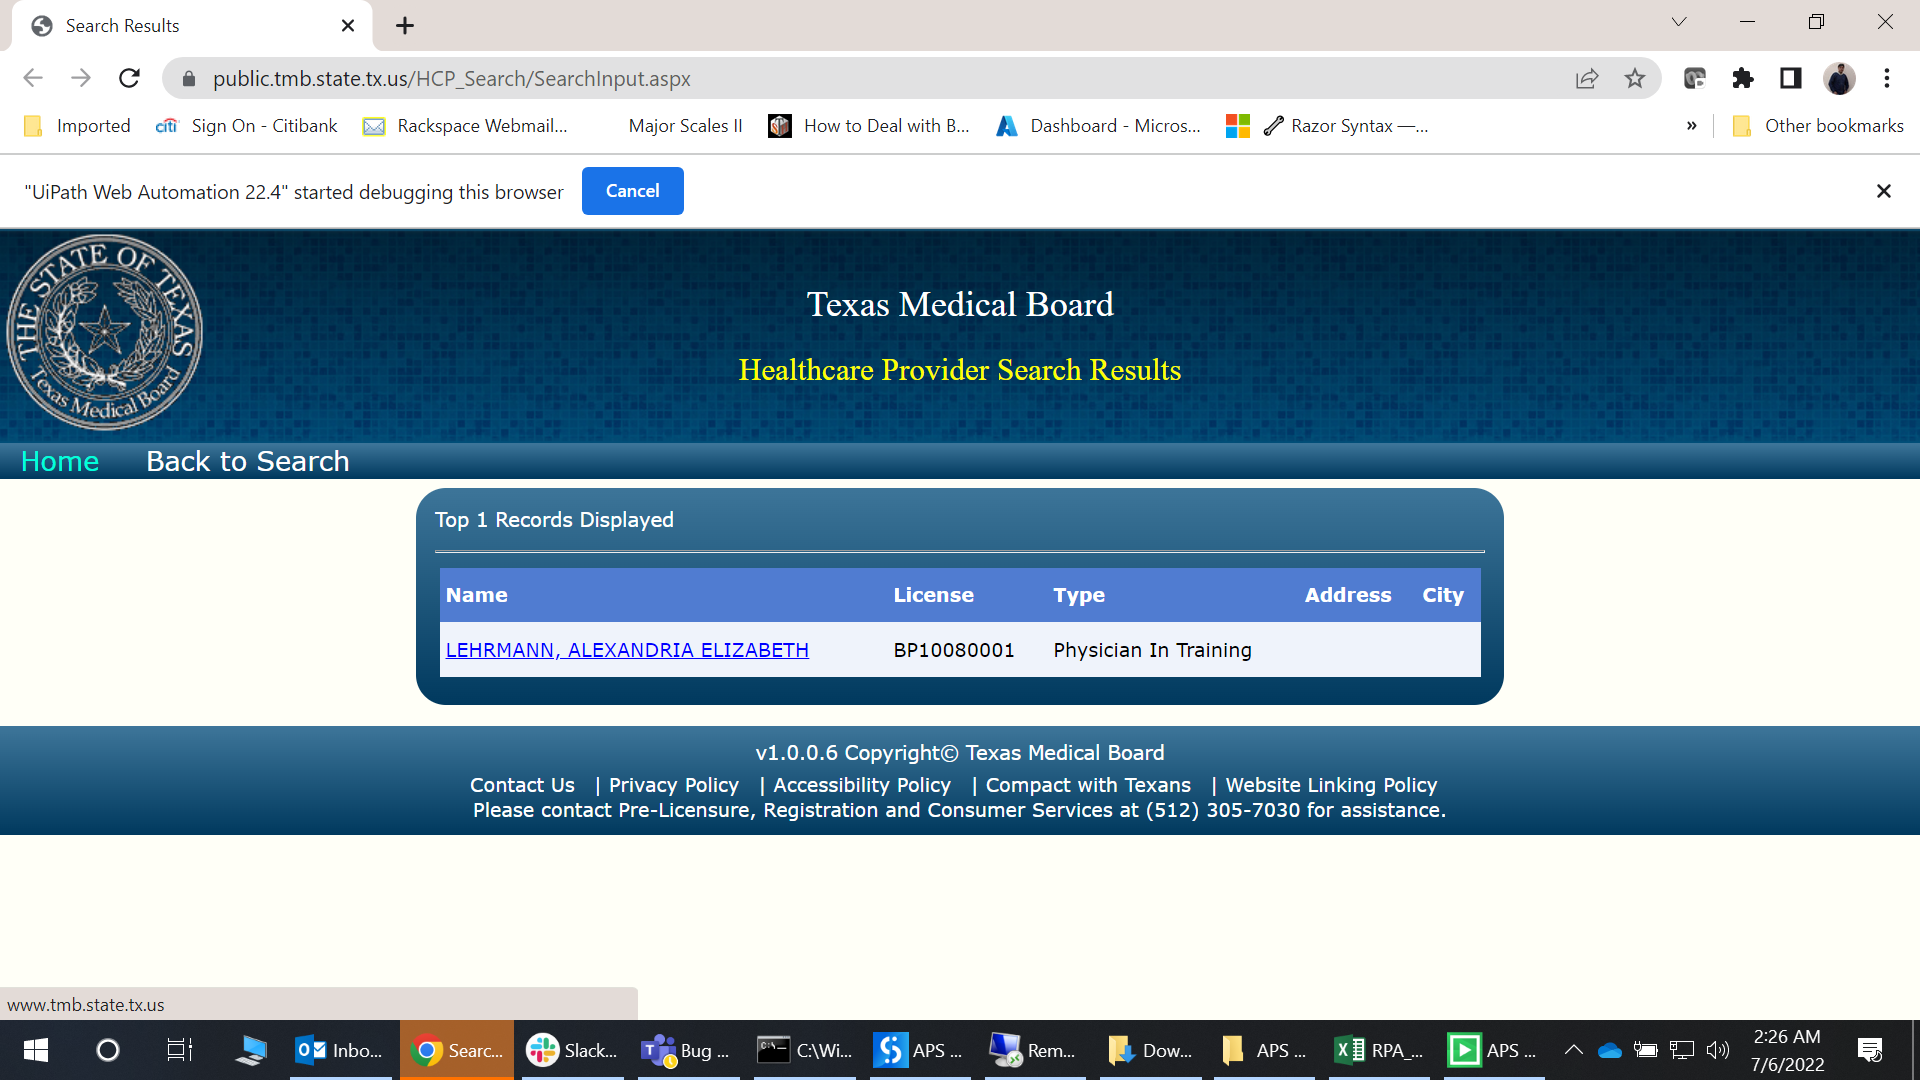 Search Results
public.tmb.state.tx.us/HCP_Search/SearchInput.aspx
Imported
citi Sign On - Citibank
Rackspace Webmail...
Major Scales II
How to Deal with B...
Dashboard - Micros...
Razor Syntax —...
»
Other bookmarks
"UiPath Web Automation 22.4" started debugging this browser
Cancel
THE STATE OF TEXAS
Texas Medical Board
Texas Medical Board
Healthcare Provider Search Results
Home Back to Search
Top 1 Records Displayed
Name License Type Address City
LEHRMANN, ALEXANDRIA ELIZABETH BP10080001 Physician In Training
v1.0.0.6 Copyright© Texas Medical Board
Contact Us | Privacy Policy | Accessibility Policy | Compact with Texans | Website Linking Policy
Please contact Pre-Licensure, Registration and Consumer Services at (512) 305-7030 for assistance.
www.tmb.state.tx.us
Inbo...
Searc...
Slack...
Bug ...
C:\Wi...
APS ...
Rem...
Dow...
APS ...
RPA_...
APS ...
2:26 AM
7/6/2022